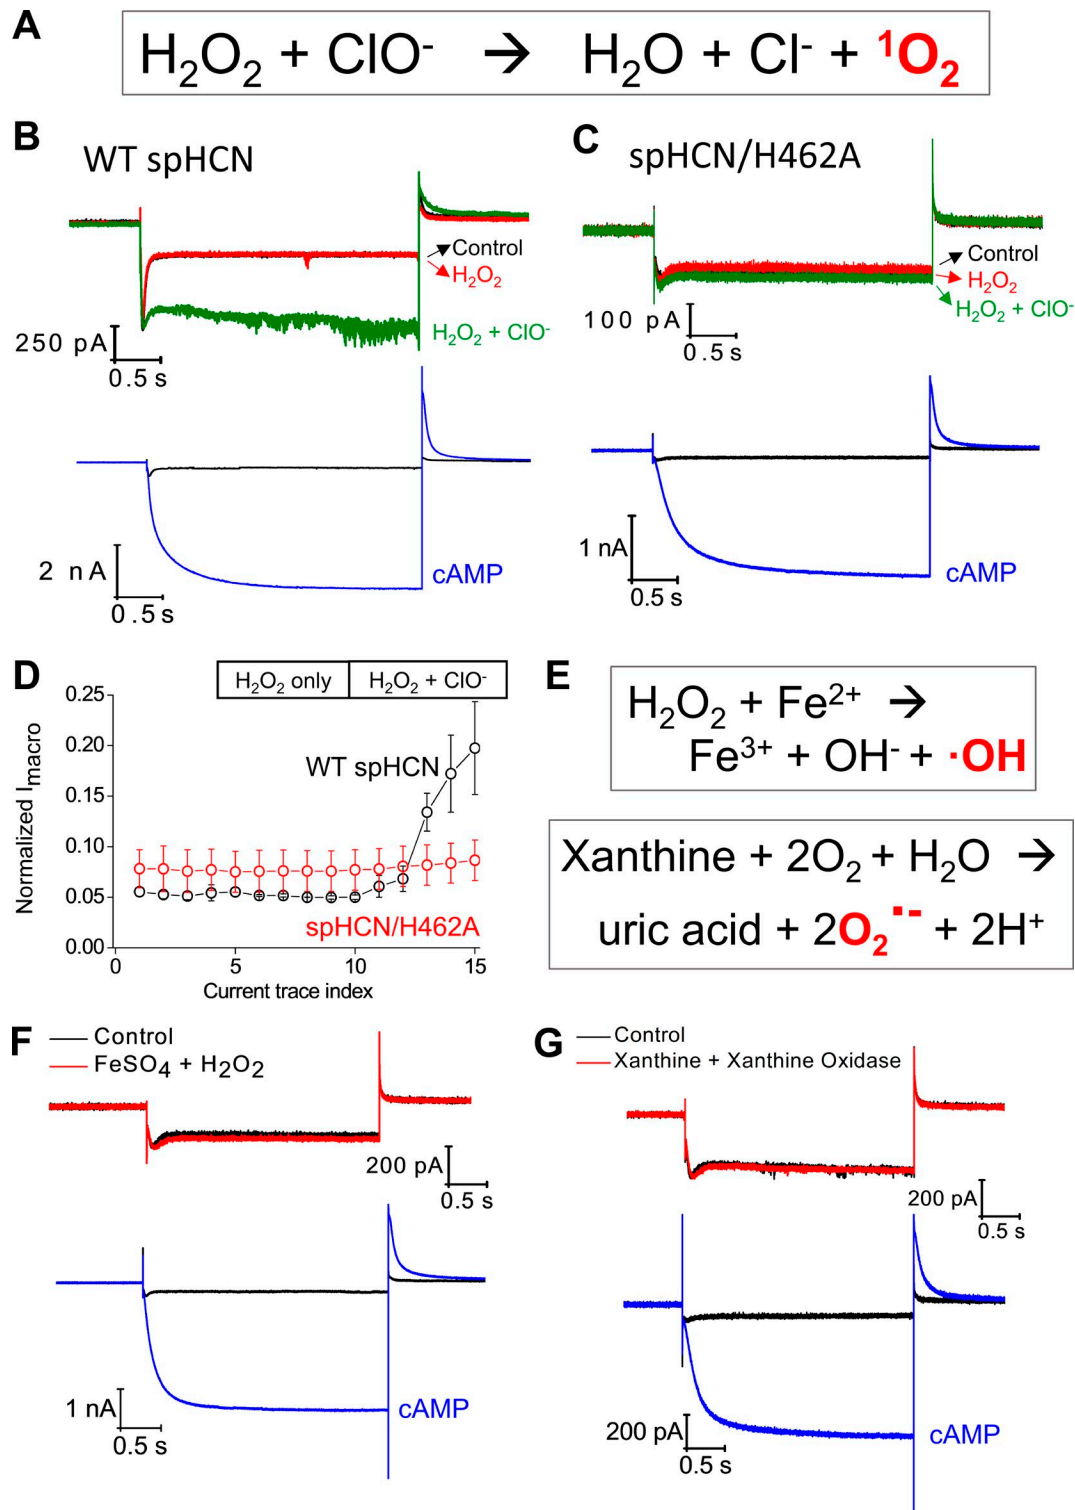 A
H₂O₂ + ClO⁻ → H₂O + Cl⁻ + ¹O₂
B
WT spHCN
Control
H₂O₂
H₂O₂ + ClO⁻
250 pA
0.5 s
2 nA
0.5 s
cAMP
C
spHCN/H462A
Control
H₂O₂
H₂O₂ + ClO⁻
100 pA
0.5 s
1 nA
0.5 s
cAMP
D
H₂O₂ only
H₂O₂ + ClO⁻
0.25
0.20
0.15
0.10
0.05
0.00
Normalized Imacro
WT spHCN
spHCN/H462A
0
5
10
15
Current trace index
E
H₂O₂ + Fe²⁺ →
Fe³⁺ + OH⁻ + ·OH
Xanthine + 2O₂ + H₂O →
uric acid + 2O₂·⁻ + 2H⁺
F
Control
FeSO₄ + H₂O₂
200 pA
0.5 s
1 nA
0.5 s
cAMP
G
Control
Xanthine + Xanthine Oxidase
200 pA
0.5 s
200 pA
0.5 s
cAMP